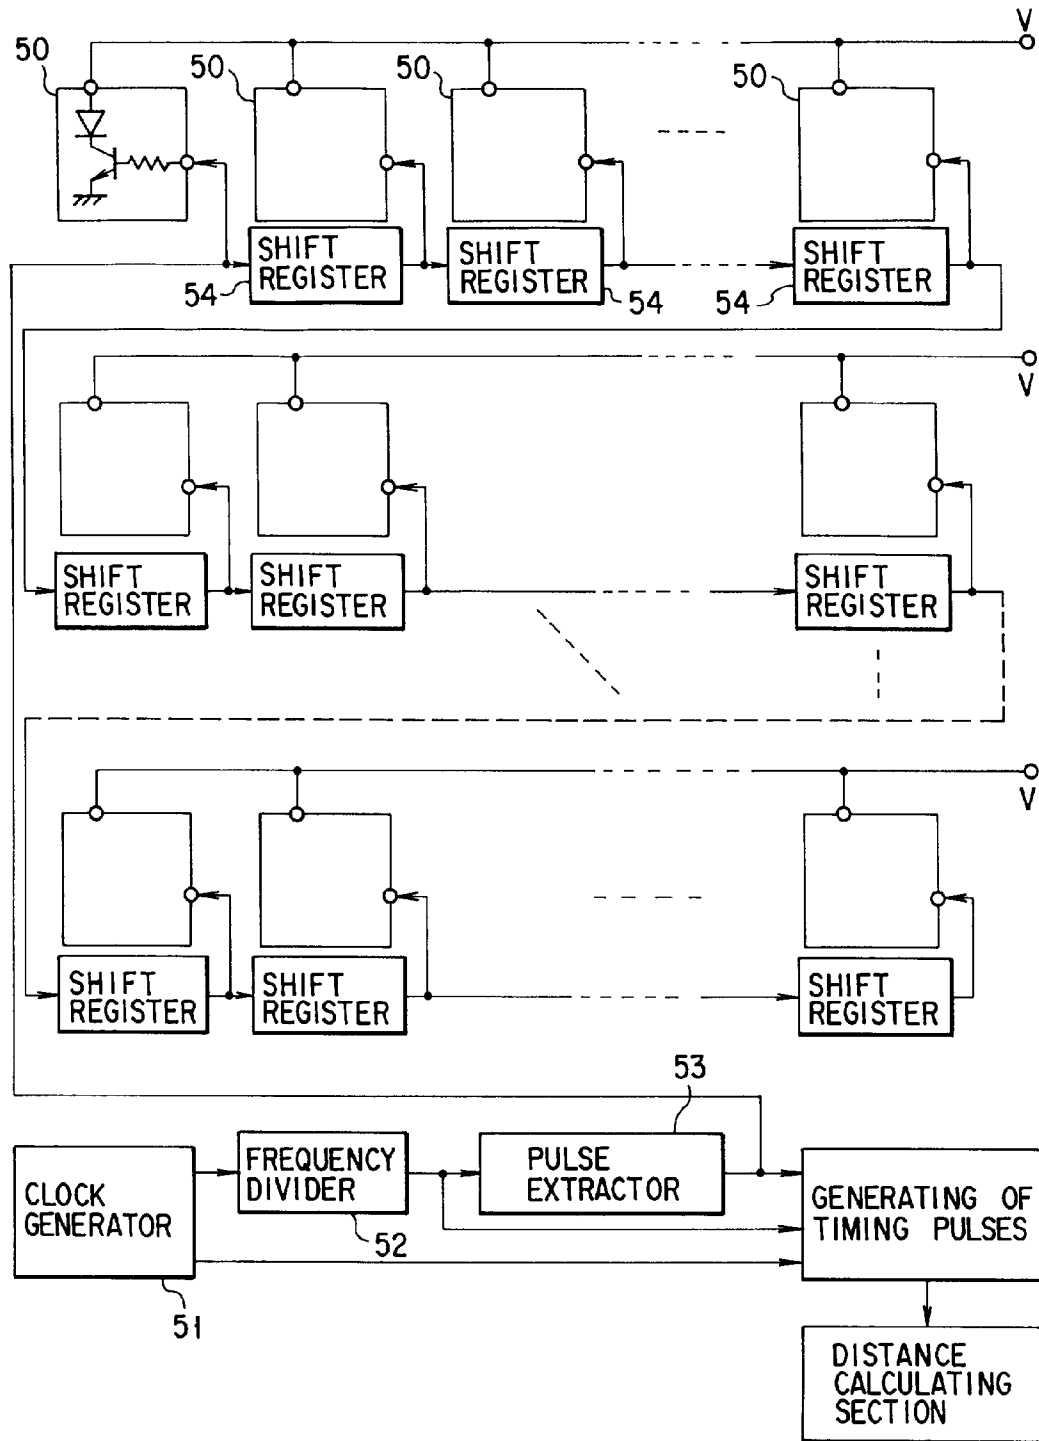 V
50
50
50
50
SHIFT
REGISTER
SHIFT
REGISTER
SHIFT
REGISTER
54
54
54
V
SHIFT
REGISTER
SHIFT
REGISTER
SHIFT
REGISTER
V
SHIFT
REGISTER
SHIFT
REGISTER
SHIFT
REGISTER
53
CLOCK
GENERATOR
FREQUENCY
DIVIDER
PULSE
EXTRACTOR
GENERATING OF
TIMING PULSES
52
51
DISTANCE
CALCULATING
SECTION